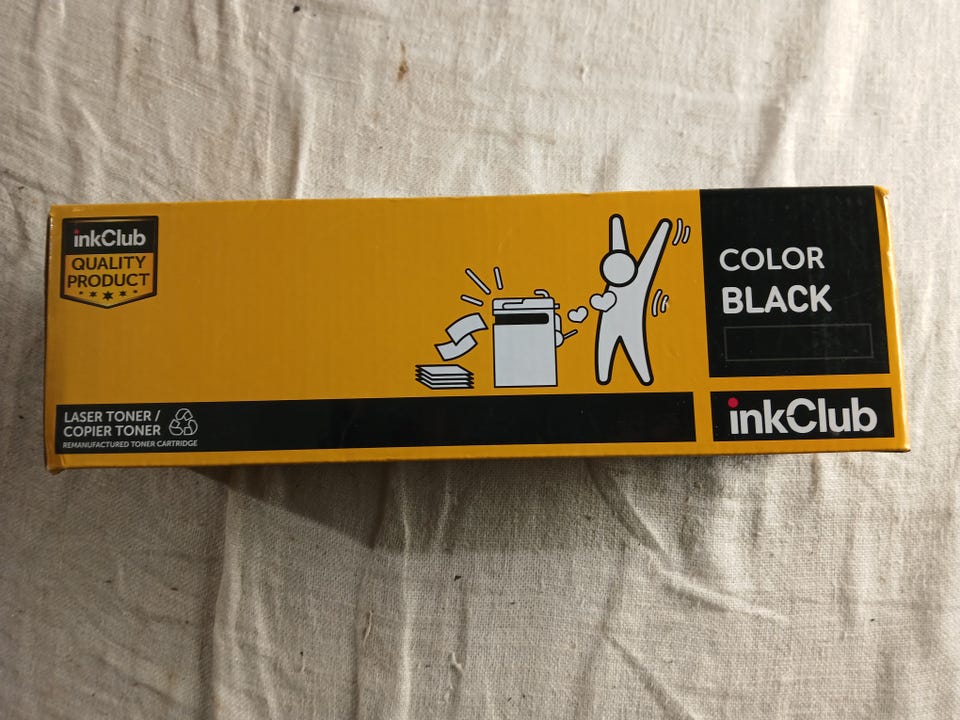 inkClub
QUALITY
PRODUCT
COLOR
BLACK
LASER TONER /
COPIER TONER
REMANUFACTURED TONER CARTRIDGE
inkClub